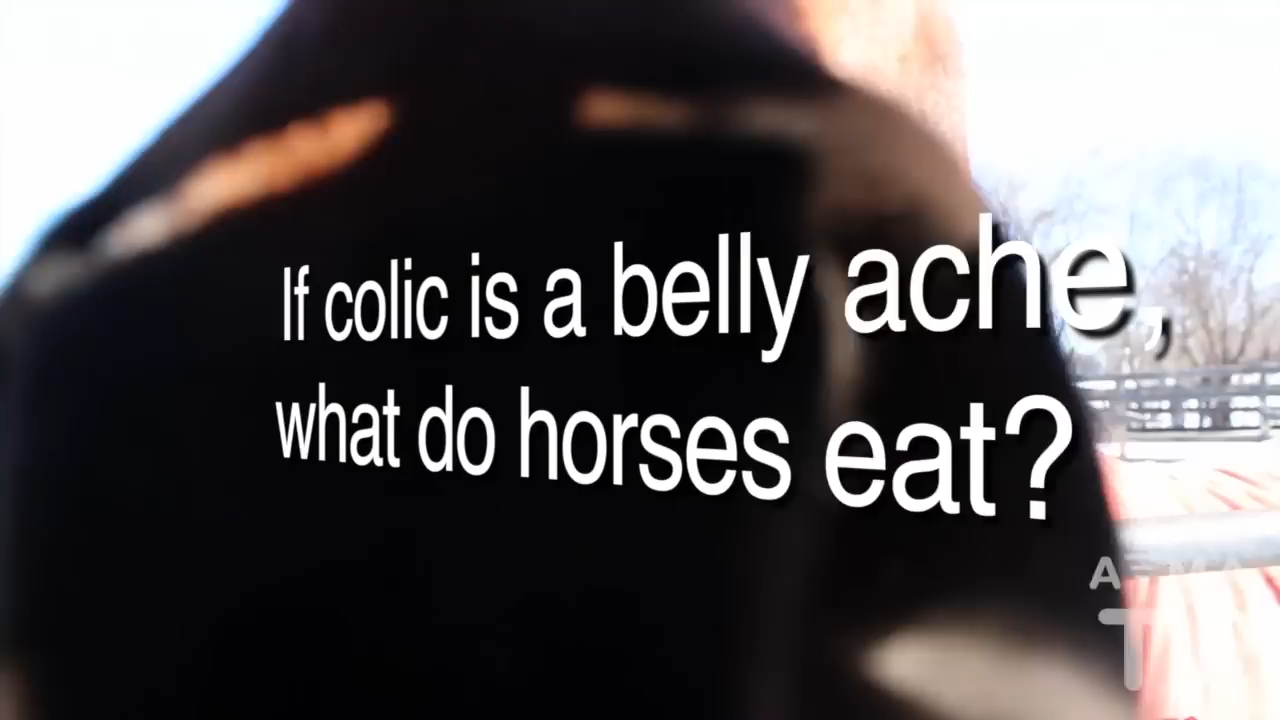 If colic is a belly ache,
what do horses eat?